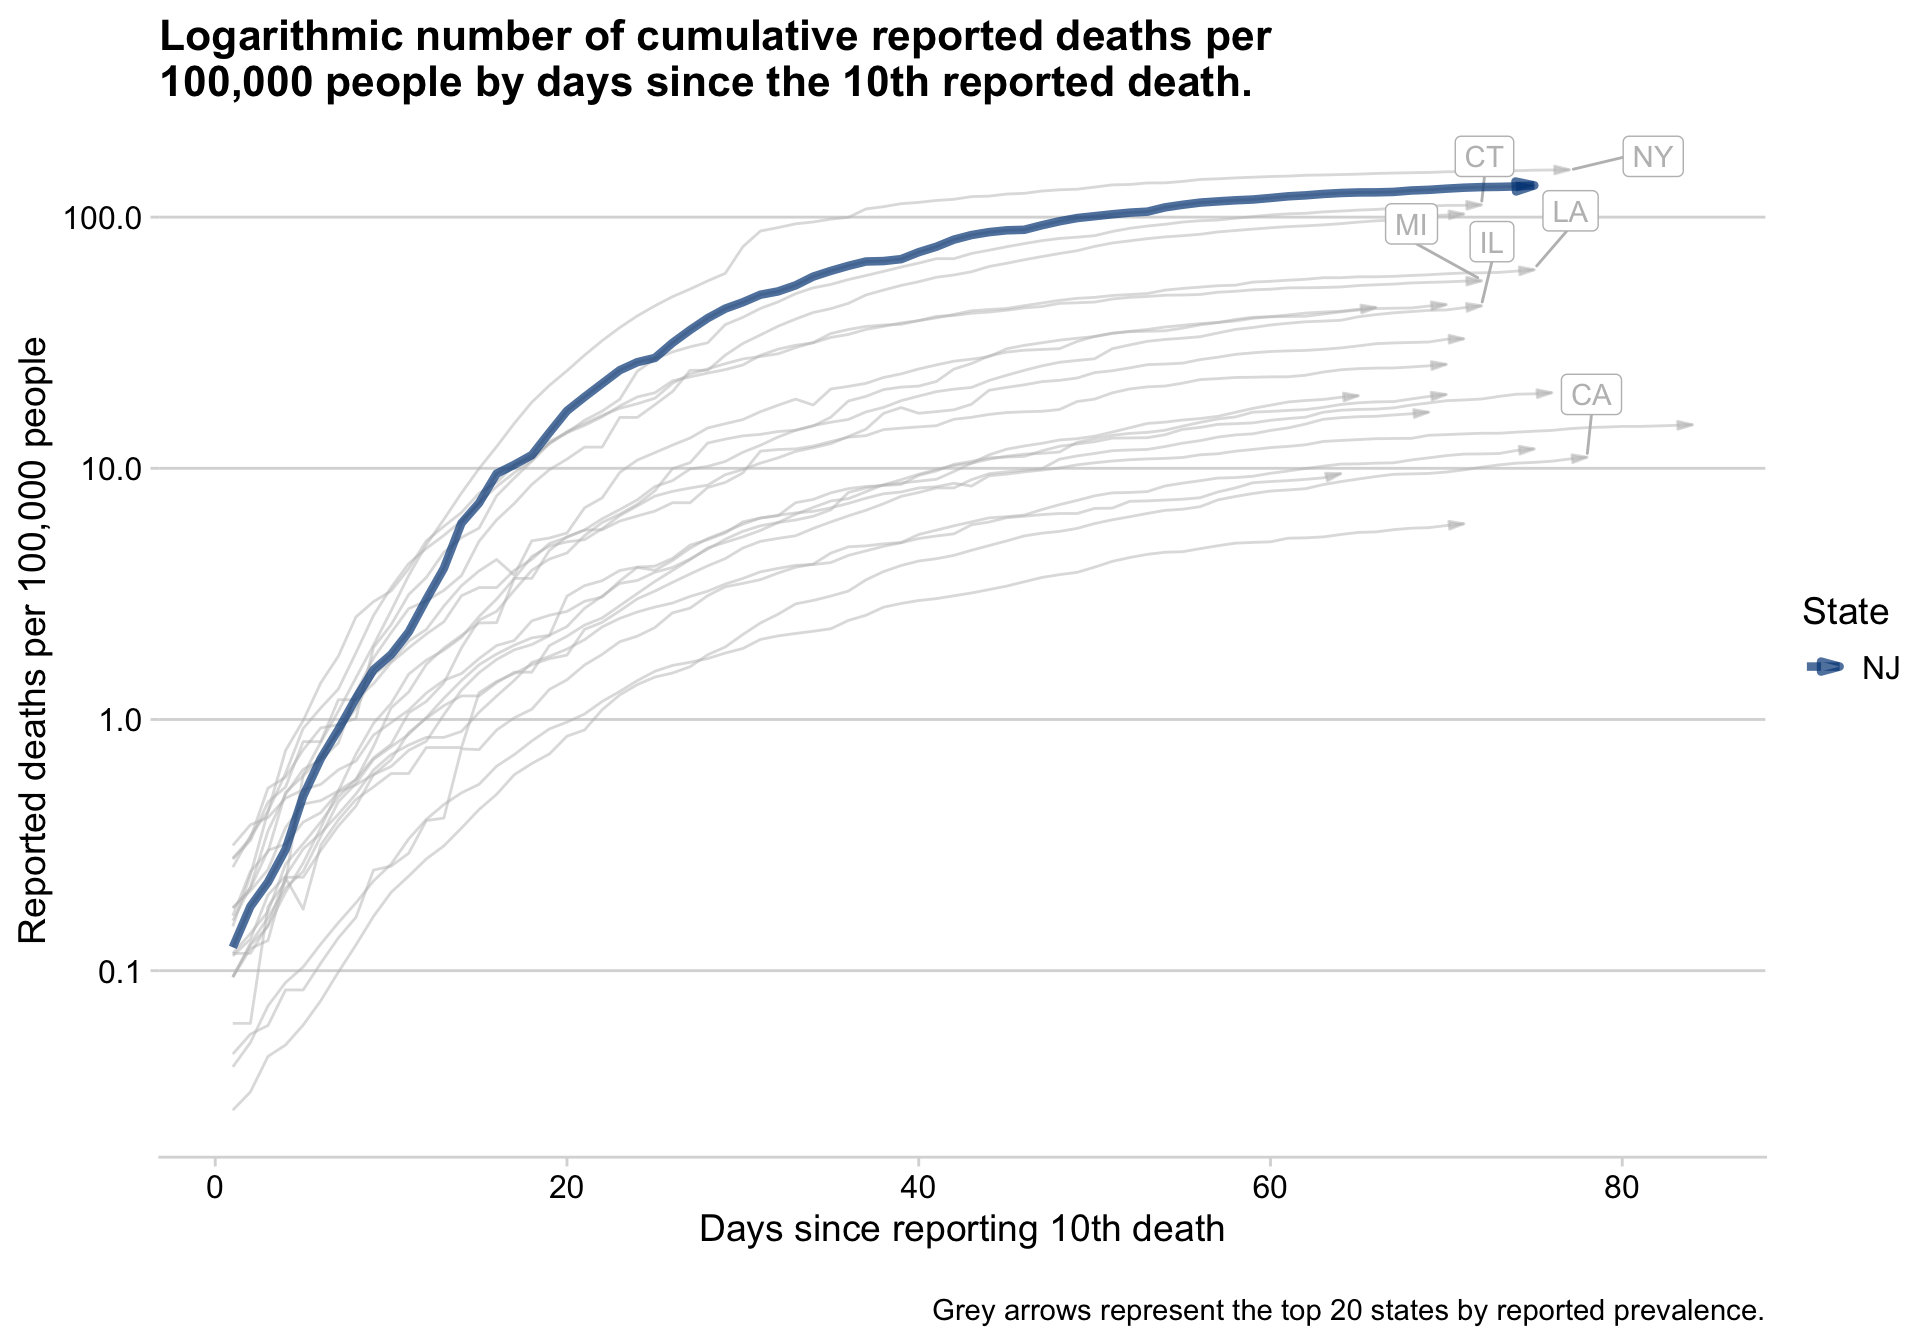 Logarithmic number of cumulative reported deaths per
100,000 people by days since the 10th reported death.
Reported deaths per 100,000 people
100.0
10.0
1.0
0.1
CT
NY
MI
LA
IL
CA
State
NJ
0 20 40 60 80
Days since reporting 10th death
Grey arrows represent the top 20 states by reported prevalence.